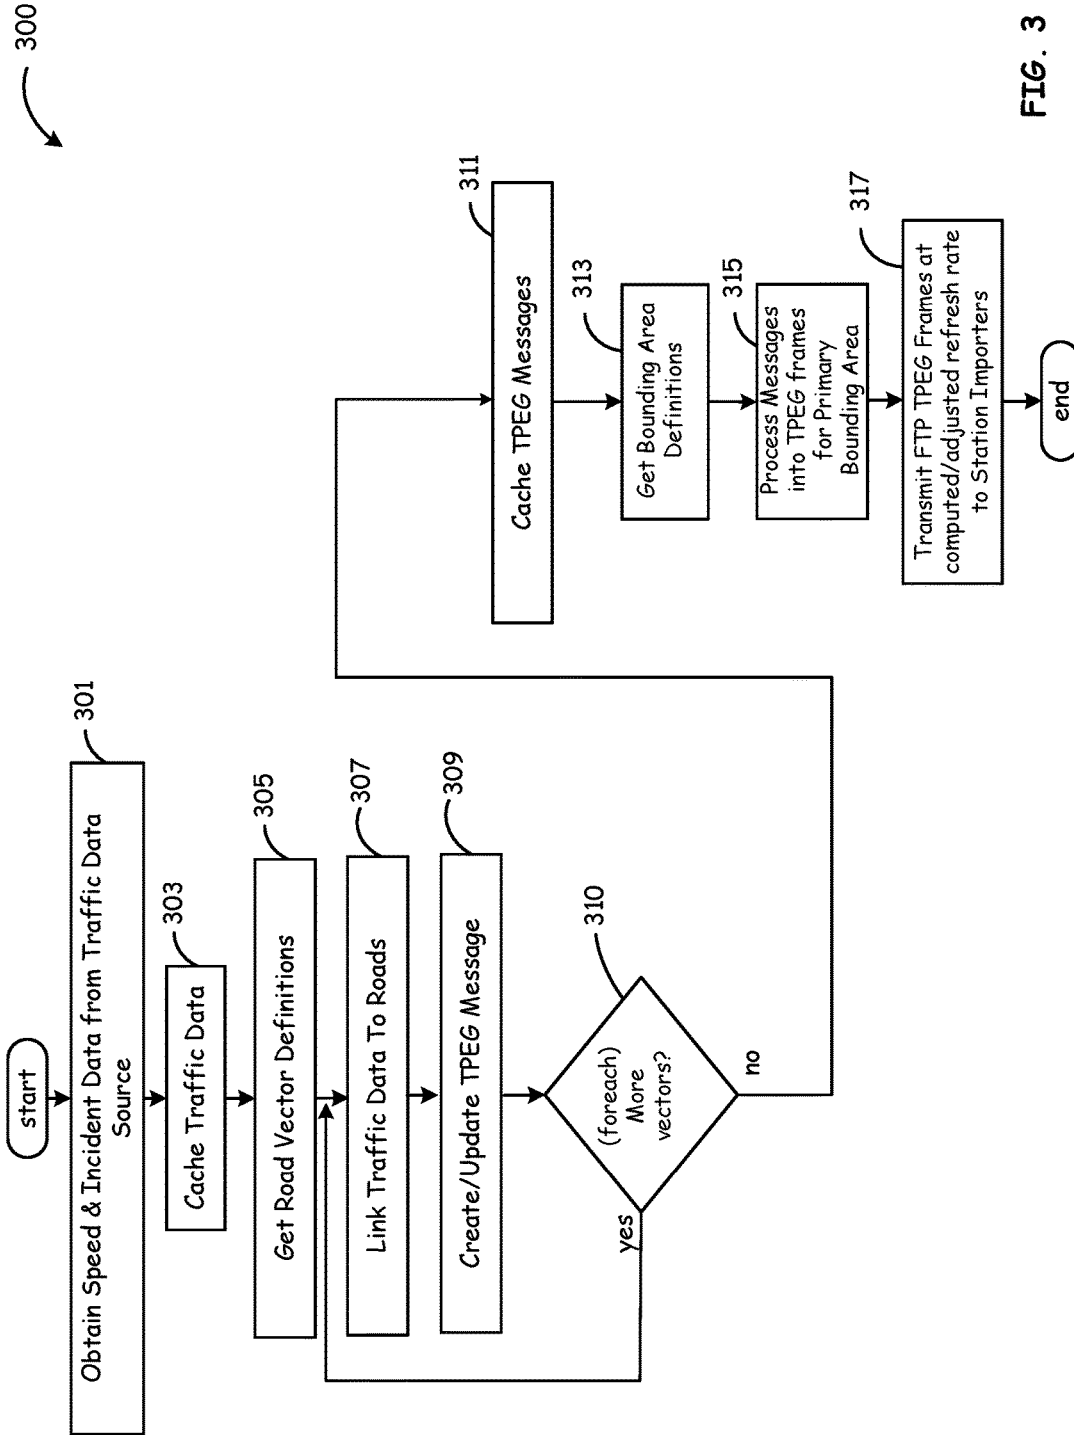 300
start
301
Obtain Speed & Incident Data from Traffic Data
Source
303
Cache Traffic Data
305
Get Road Vector Definitions
307
Link Traffic Data To Roads
309
Create/Update TPEG Message
310
(foreach)
More
vectors?
yes
no
311
Cache TPEG Messages
313
Get Bounding Area
Definitions
315
Process Messages
into TPEG frames
for Primary
Bounding Area
317
Transmit FTP TPEG Frames at
computed/adjusted refresh rate
to Station Importers
end
FIG. 3